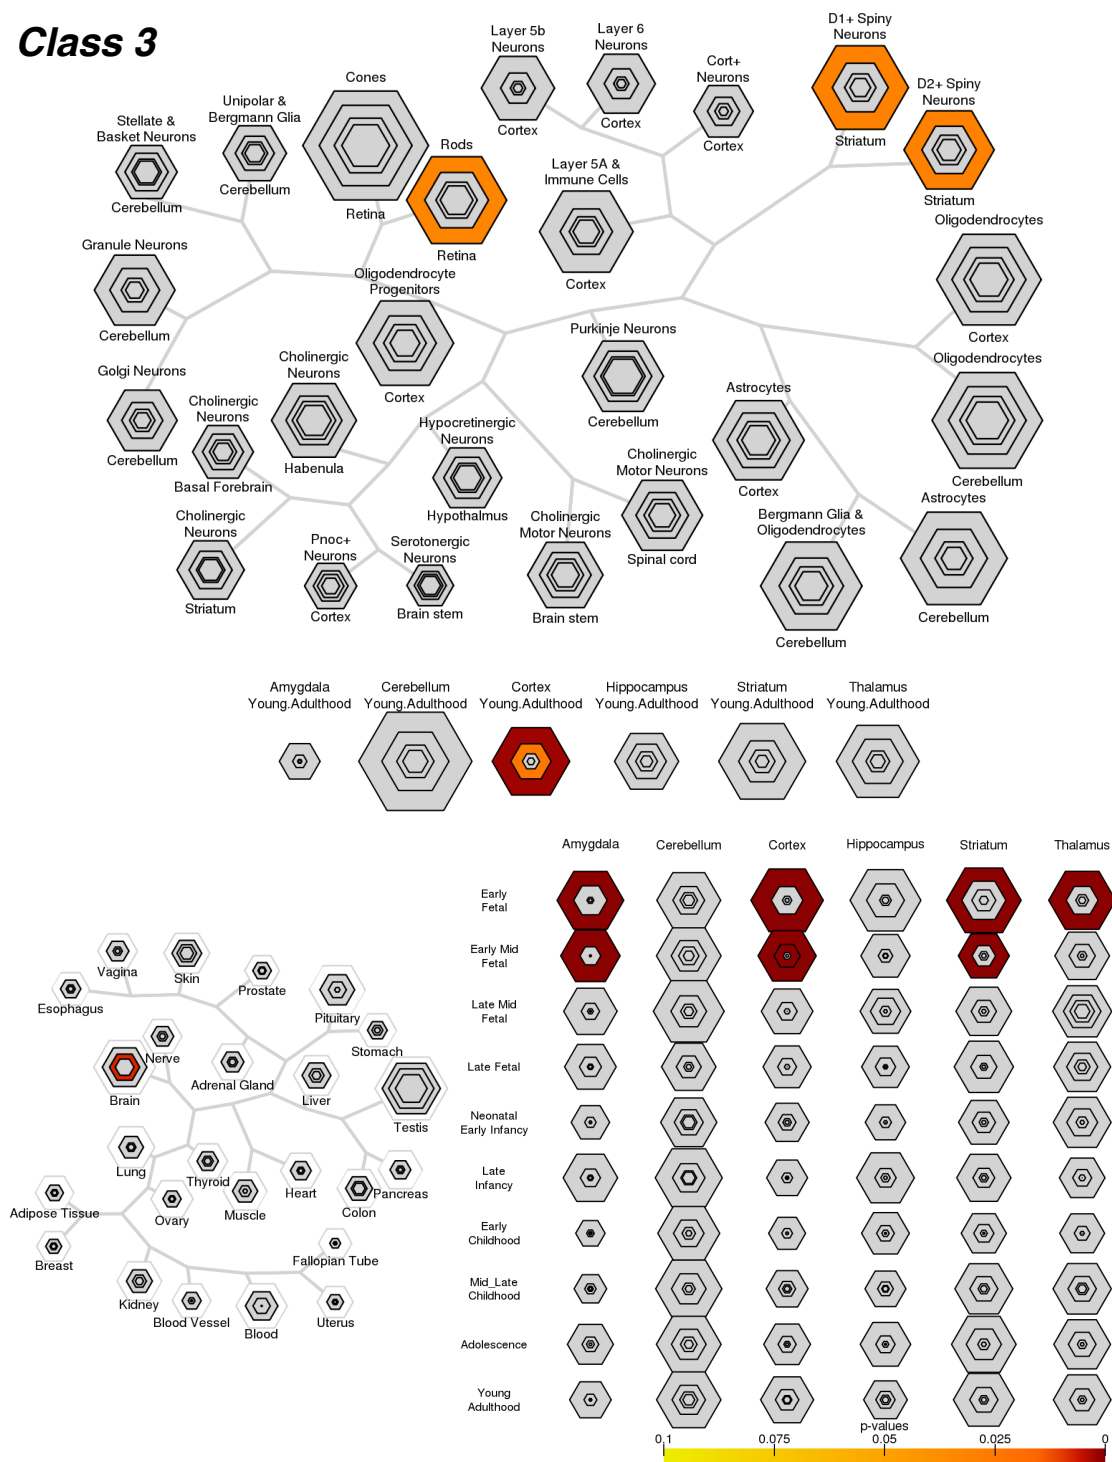 Class 3
Layer 5b
Neurons
Cortex
Layer 6
Neurons
Cortex
Cort+
Neurons
Cortex
D1+ Spiny
Neurons
Striatum
D2+ Spiny
Neurons
Striatum
Cones
Retina
Rods
Retina
Unipolar &
Bergmann Glia
Cerebellum
Stellate &
Basket Neurons
Cerebellum
Layer 5A &
Immune Cells
Cortex
Granule Neurons
Cerebellum
Oligodendrocyte
Progenitors
Cortex
Oligodendrocytes
Cortex
Purkinje Neurons
Cerebellum
Oligodendrocytes
Cerebellum
Golgi Neurons
Cerebellum
Cholinergic
Neurons
Habenula
Cholinergic
Neurons
Basal Forebrain
Hypocretinergic
Neurons
Hypothalmus
Astrocytes
Cortex
Cholinergic
Motor Neurons
Spinal cord
Cholinergic
Neurons
Striatum
Pnoc+
Neurons
Cortex
Serotonergic
Neurons
Brain stem
Cholinergic
Motor Neurons
Brain stem
Bergmann Glia &
Oligodendrocytes
Cerebellum
Astrocytes
Cerebellum
Amygdala
Young.Adulthood
Cerebellum
Young.Adulthood
Cortex
Young.Adulthood
Hippocampus
Young.Adulthood
Striatum
Young.Adulthood
Thalamus
Young.Adulthood
Vagina
Skin
Prostate
Esophagus
Pituitary
Nerve
Stomach
Brain
Adrenal Gland
Liver
Testis
Lung
Thyroid
Heart
Pancreas
Adipose Tissue
Ovary
Muscle
Colon
Breast
Fallopian Tube
Kidney
Blood Vessel
Blood
Uterus
Amygdala Cerebellum Cortex Hippocampus Striatum Thalamus
Early
Fetal
Early Mid
Fetal
Late Mid
Fetal
Late Fetal
Neonatal
Early Infancy
Late
Infancy
Early
Childhood
Mid_Late
Childhood
Adolescence
Young
Adulthood
p-values
0.1 0.075 0.05 0.025 0